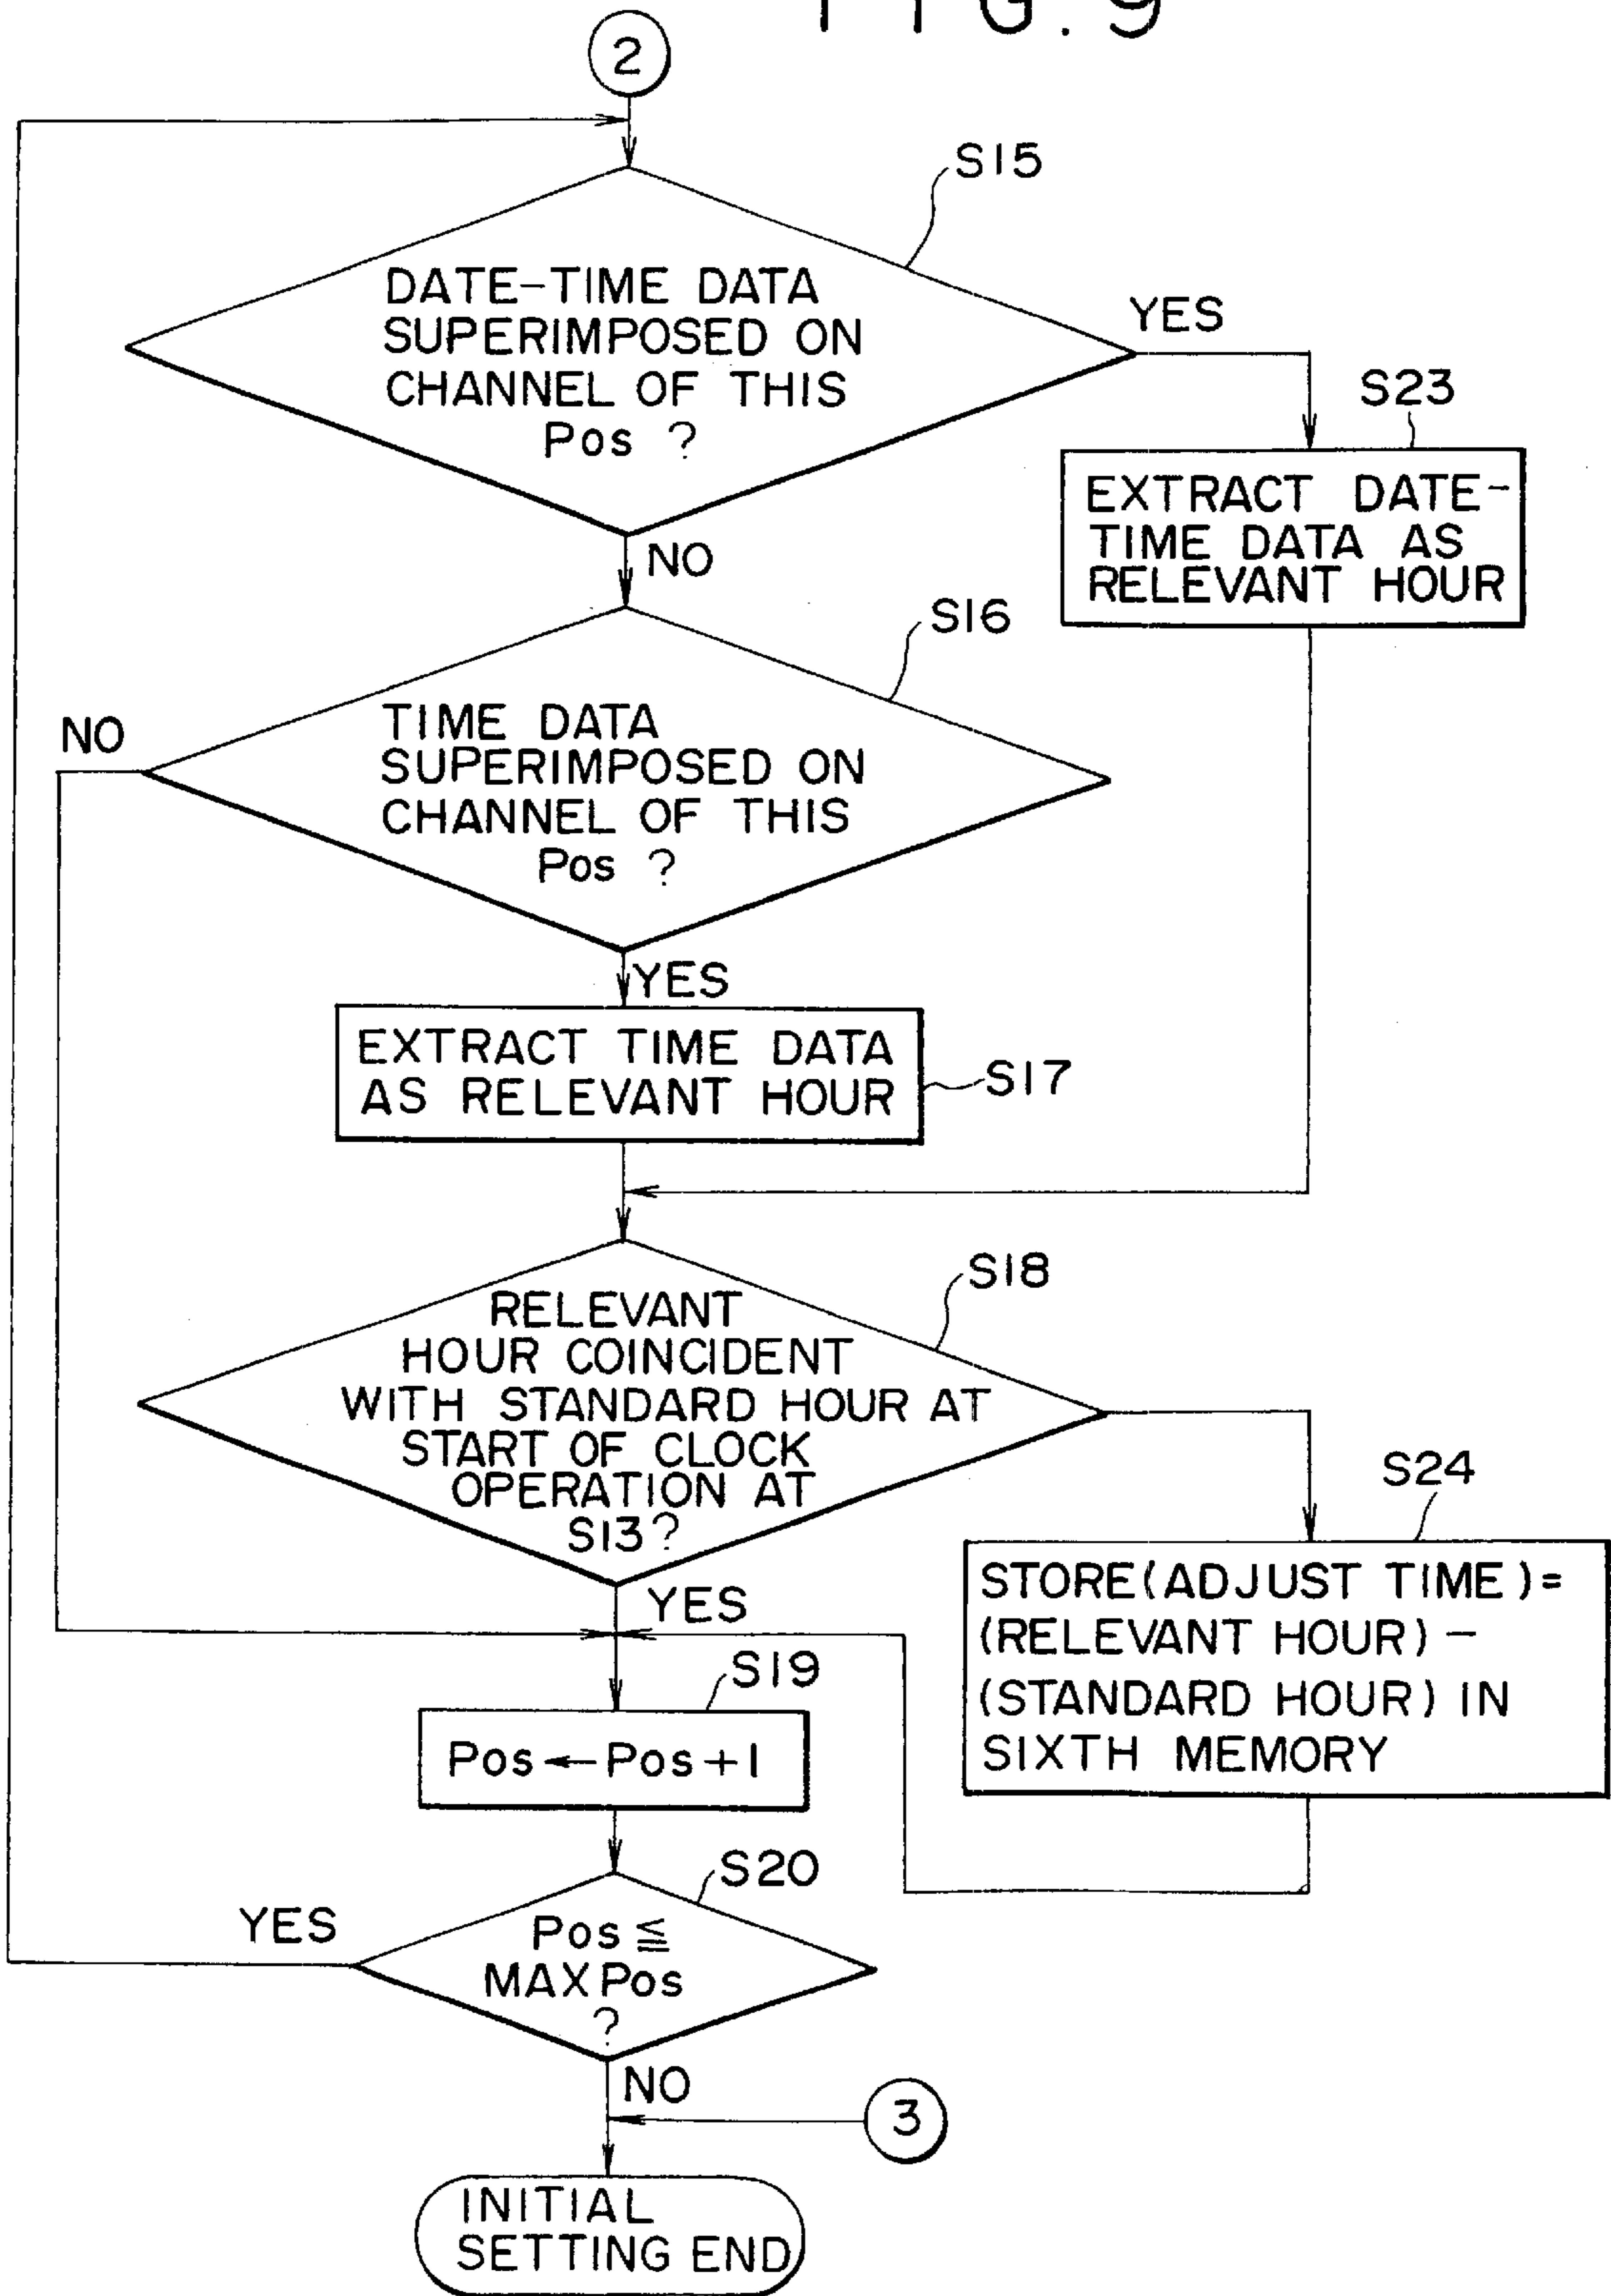 FIG. 9
2
S15
DATE-TIME DATA
SUPERIMPOSED ON
CHANNEL OF THIS
Pos ?
YES
S23
EXTRACT DATE-
TIME DATA AS
RELEVANT HOUR
NO
S16
NO
TIME DATA
SUPERIMPOSED ON
CHANNEL OF THIS
Pos ?
YES
EXTRACT TIME DATA
AS RELEVANT HOUR
S17
S18
RELEVANT
HOUR COINCIDENT
WITH STANDARD HOUR AT
START OF CLOCK
OPERATION AT
S13?
S24
STORE(ADJUST TIME)=
(RELEVANT HOUR)-
(STANDARD HOUR) IN
SIXTH MEMORY
YES
S19
Pos ← Pos+1
S20
YES
Pos ≦
MAX Pos
?
NO
3
INITIAL
SETTING END